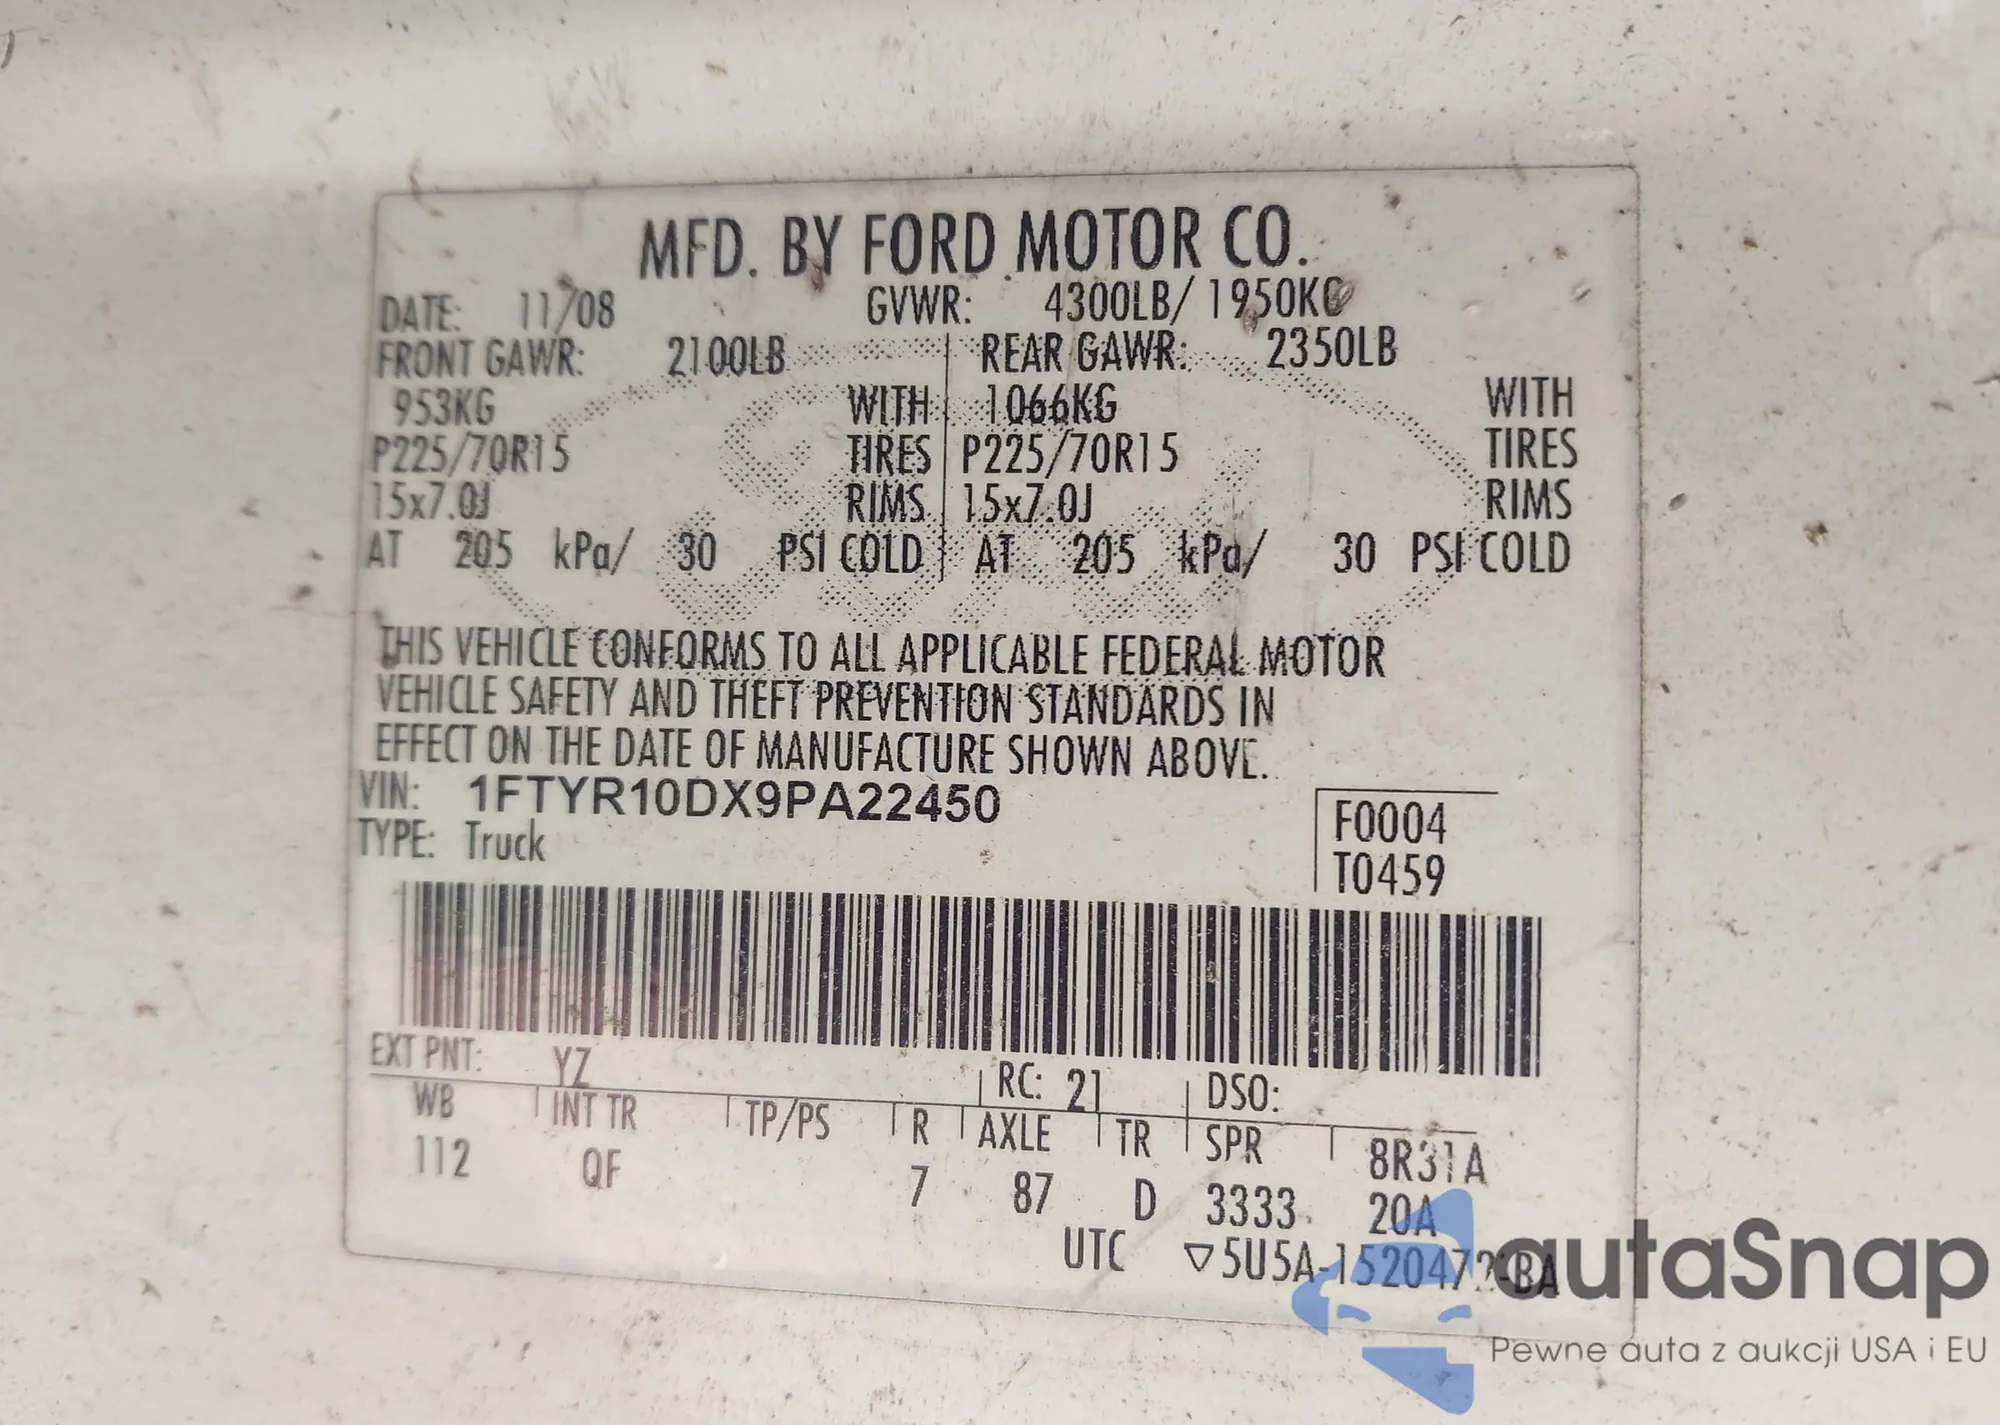 MFD. BY FORD MOTOR CO.
DATE: 11/08 GVWR: 4300LB/ 1950KG
FRONT GAWR: 2100LB REAR GAWR: 2350LB
953KG WITH 1066KG WITH
P225/70R15 TIRES P225/70R15 TIRES
15x7.0J RIMS 15x7.0J RIMS
AT 205 kPa/ 30 PSI COLD AT 205 kPa/ 30 PSI COLD
THIS VEHICLE CONFORMS TO ALL APPLICABLE FEDERAL MOTOR
VEHICLE SAFETY AND THEFT PREVENTION STANDARDS IN
EFFECT ON THE DATE OF MANUFACTURE SHOWN ABOVE.
VIN: 1FTYR10DX9PA22450
TYPE: Truck
F0004
T0459
EXT PNT: YZ RC: 21 DSO:
WB INT TR TP/PS R AXLE TR SPR 8R31A
112 QF 7 87 D 3333 20A
UTC ▽
autaSnap
Pewne auta z aukcji USA i EU